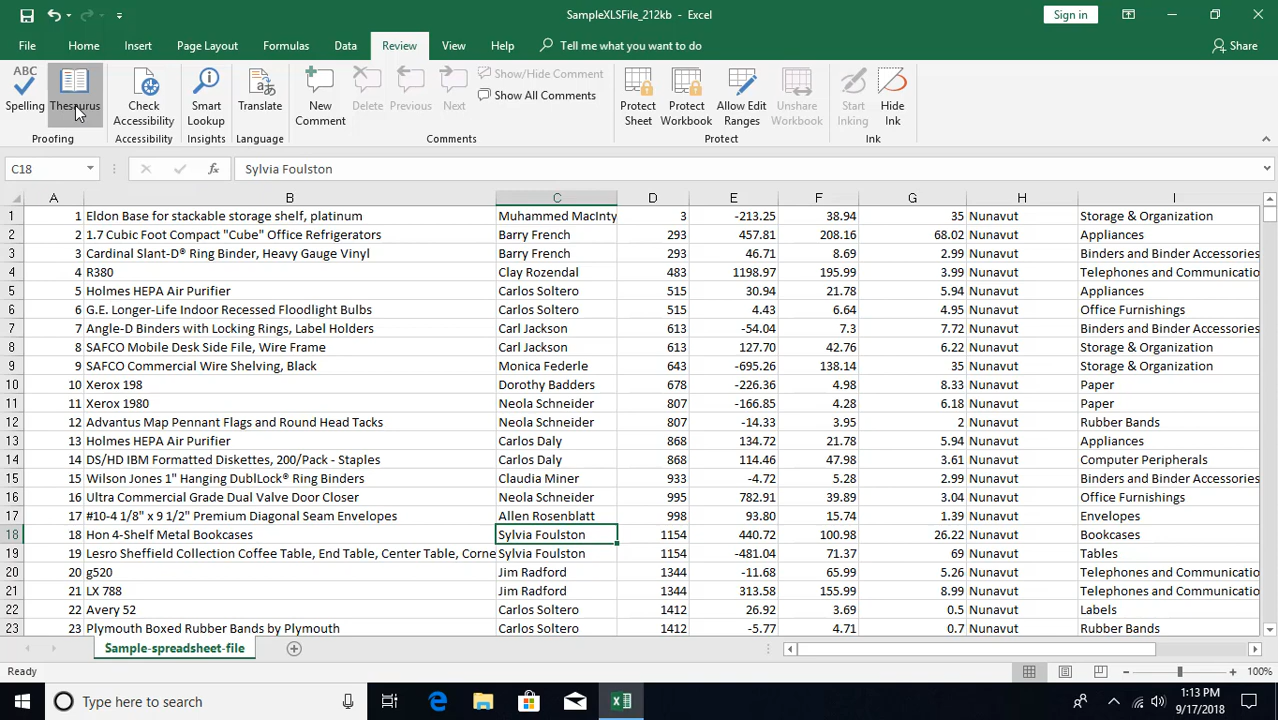 SampleXLSFile_212kb - Excel
Sign in
File Home Insert Page Layout Formulas Data Review View Help Tell me what you want to do Share
ABC
Spelling Thesaurus Check Accessibility Smart Lookup Translate New Comment Delete Previous Next Show/Hide Comment Show All Comments Protect Sheet Protect Workbook Allow Edit Ranges Unshare Workbook Start Inking Hide Ink
Proofing Accessibility Insights Language Comments Protect Ink
C18 fx Sylvia Foulston
A B C D E F G H I
1 1 Eldon Base for stackable storage shelf, platinum Muhammed MacInty 3 -213.25 38.94 35 Nunavut Storage & Organization
2 2 1.7 Cubic Foot Compact "Cube" Office Refrigerators Barry French 293 457.81 208.16 68.02 Nunavut Appliances
3 3 Cardinal Slant-D® Ring Binder, Heavy Gauge Vinyl Barry French 293 46.71 8.69 2.99 Nunavut Binders and Binder Accessories
4 4 R380 Clay Rozendal 483 1198.97 195.99 3.99 Nunavut Telephones and Communicatio
5 5 Holmes HEPA Air Purifier Carlos Soltero 515 30.94 21.78 5.94 Nunavut Appliances
6 6 G.E. Longer-Life Indoor Recessed Floodlight Bulbs Carlos Soltero 515 4.43 6.64 4.95 Nunavut Office Furnishings
7 7 Angle-D Binders with Locking Rings, Label Holders Carl Jackson 613 -54.04 7.3 7.72 Nunavut Binders and Binder Accessories
8 8 SAFCO Mobile Desk Side File, Wire Frame Carl Jackson 613 127.70 42.76 6.22 Nunavut Storage & Organization
9 9 SAFCO Commercial Wire Shelving, Black Monica Federle 643 -695.26 138.14 35 Nunavut Storage & Organization
10 10 Xerox 198 Dorothy Badders 678 -226.36 4.98 8.33 Nunavut Paper
11 11 Xerox 1980 Neola Schneider 807 -166.85 4.28 6.18 Nunavut Paper
12 12 Advantus Map Pennant Flags and Round Head Tacks Neola Schneider 807 -14.33 3.95 2 Nunavut Rubber Bands
13 13 Holmes HEPA Air Purifier Carlos Daly 868 134.72 21.78 5.94 Nunavut Appliances
14 14 DS/HD IBM Formatted Diskettes, 200/Pack - Staples Carlos Daly 868 114.46 47.98 3.61 Nunavut Computer Peripherals
15 15 Wilson Jones 1" Hanging DublLock® Ring Binders Claudia Miner 933 -4.72 5.28 2.99 Nunavut Binders and Binder Accessories
16 16 Ultra Commercial Grade Dual Valve Door Closer Neola Schneider 995 782.91 39.89 3.04 Nunavut Office Furnishings
17 17 #10-4 1/8" x 9 1/2" Premium Diagonal Seam Envelopes Allen Rosenblatt 998 93.80 15.74 1.39 Nunavut Envelopes
18 18 Hon 4-Shelf Metal Bookcases Sylvia Foulston 1154 440.72 100.98 26.22 Nunavut Bookcases
19 19 Lesro Sheffield Collection Coffee Table, End Table, Center Table, Corne Sylvia Foulston 1154 -481.04 71.37 69 Nunavut Tables
20 20 g520 Jim Radford 1344 -11.68 65.99 5.26 Nunavut Telephones and Communicatio
21 21 LX 788 Jim Radford 1344 313.58 155.99 8.99 Nunavut Telephones and Communicatio
22 22 Avery 52 Carlos Soltero 1412 26.92 3.69 0.5 Nunavut Labels
23 23 Plymouth Boxed Rubber Bands by Plymouth Carlos Soltero 1412 -5.77 4.71 0.7 Nunavut Rubber Bands
Sample-spreadsheet-file
Ready 100%
Type here to search
1:13 PM
9/17/2018